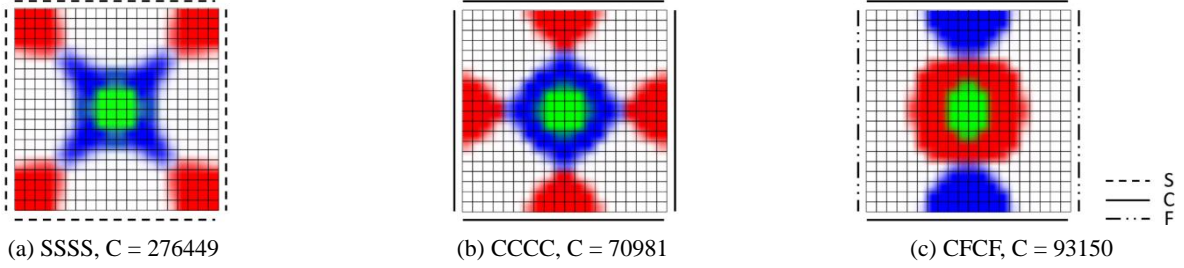 S
C
F
(a) SSSS, C = 276449
(b) CCCC, C = 70981
(c) CFCF, C = 93150